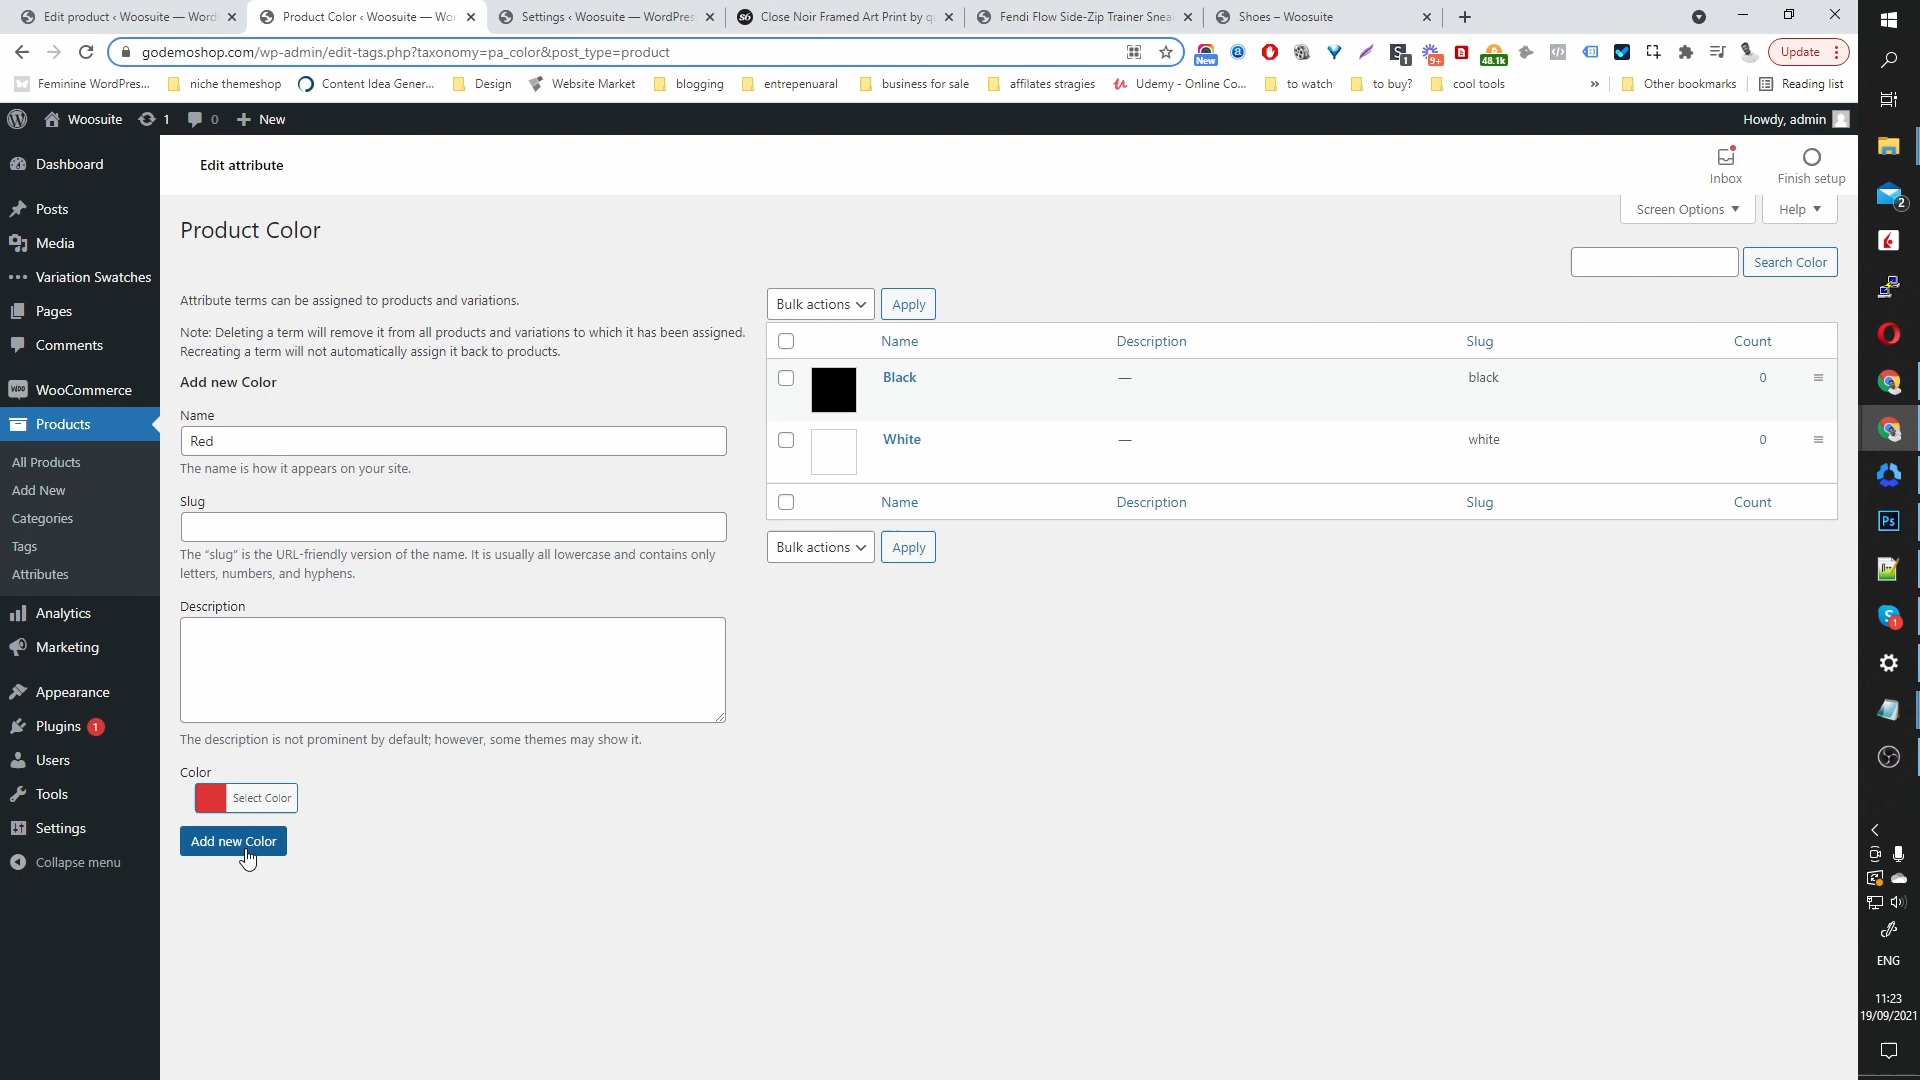 Edit product ‹ Woosuite — Word
Product Color ‹ Woosuite — Wor
Settings ‹ Woosuite — WordPres
Close Noir Framed Art Print by q
Fendi Flow Side-Zip Trainer Snea
Shoes – Woosuite
godemoshop.com/wp-admin/edit-tags.php?taxonomy=pa_color&post_type=product
New
1
9+
48.1k
Update
Feminine WordPres...
niche themeshop
Content Idea Gener...
Design
Website Market
blogging
entrepenuaral
business for sale
affilates stragies
Udemy - Online Co...
to watch
to buy?
cool tools
»
Other bookmarks
Reading list
Woosuite
1
0
New
Howdy, admin
Dashboard
Posts
Media
Variation Swatches
Pages
Comments
WooCommerce
Products
All Products
Add New
Categories
Tags
Attributes
Analytics
Marketing
Appearance
Plugins 1
Users
Tools
Settings
Collapse menu
Edit attribute
Inbox
Finish setup
Screen Options
Help
Product Color
Search Color
Attribute terms can be assigned to products and variations.
Note: Deleting a term will remove it from all products and variations to which it has been assigned.
Recreating a term will not automatically assign it back to products.
Add new Color
Name
Red
The name is how it appears on your site.
Slug
The “slug” is the URL-friendly version of the name. It is usually all lowercase and contains only
letters, numbers, and hyphens.
Description
The description is not prominent by default; however, some themes may show it.
Color
Select Color
Add new Color
Bulk actions
Apply
Name Description Slug Count
Black — black 0
White — white 0
Name Description Slug Count
Bulk actions
Apply
2
Ps
1
ENG
11:23
19/09/2021